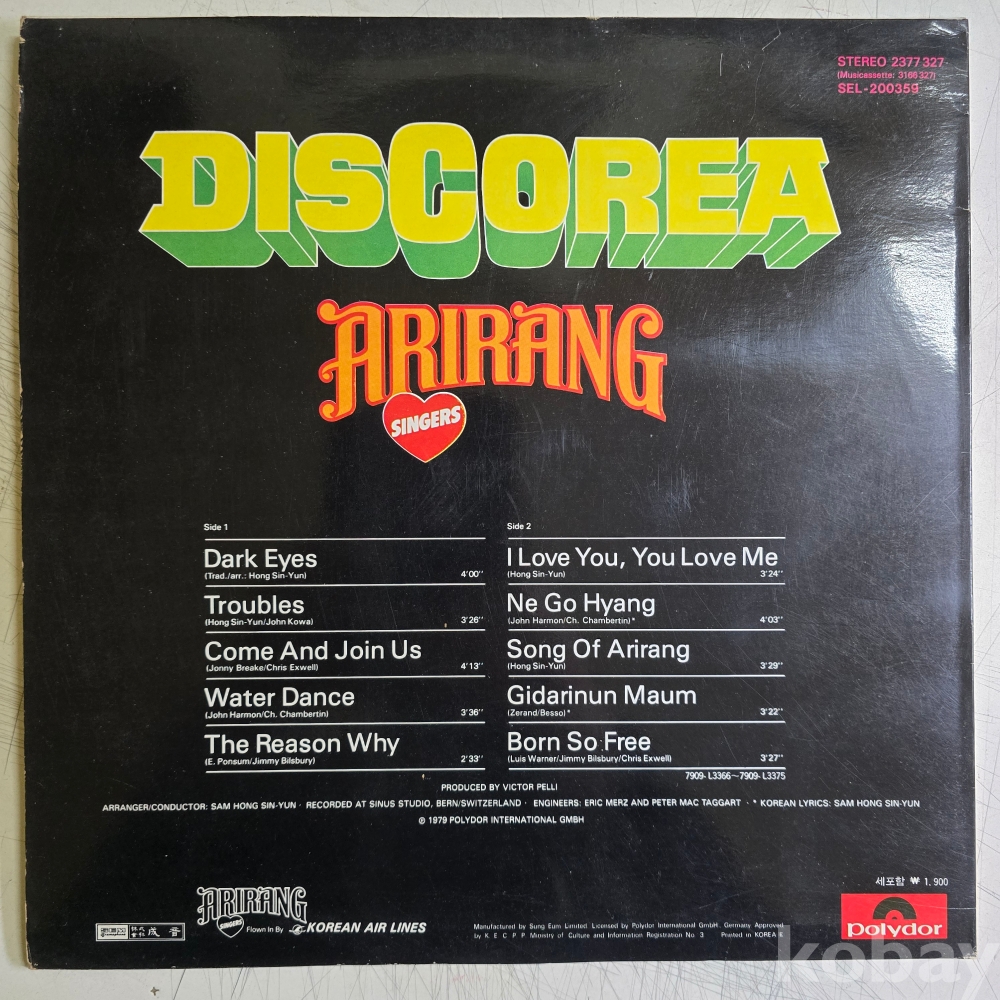 STEREO 2377 327
(Musicassette: 3166 327)
SEL-200359
DISCOREA
ARIRANG
SINGERS
Side 1
Dark Eyes
(Trad./arr.: Hong Sin-Yun) 4'00''
Troubles
(Hong Sin-Yun/John Kowa) 3'26''
Come And Join Us
(Jonny Breake/Chris Exwell) 4'13''
Water Dance
(John Harmon/Ch. Chambertin) 3'36''
The Reason Why
(E. Ponsum/Jimmy Bilsbury) 2'33''
Side 2
I Love You, You Love Me
(Hong Sin-Yun) 3'24''
Ne Go Hyang
(John Harmon/Ch. Chambertin)* 4'03''
Song Of Arirang
(Hong Sin-Yun) 3'29''
Gidarinun Maum
(Zerand/Besso)* 3'22''
Born So Free
(Luis Warner/Jimmy Bilsbury/Chris Exwell) 3'27''
7909-L3366~7909-L3375
PRODUCED BY VICTOR PELLI
ARRANGER/CONDUCTOR: SAM HONG SIN-YUN · RECORDED AT SINUS STUDIO, BERN/SWITZERLAND · ENGINEERS: ERIC MERZ AND PETER MAC TAGGART · * KOREAN LYRICS: SAM HONG SIN-YUN
℗ 1979 POLYDOR INTERNATIONAL GMBH
세포함 ₩ 1,900
ARIRANG
SINGERS
Flown In By KOREAN AIR LINES
株式會社 成音
Manufactured by Sung Eum Limited. Licensed by Polydor International GmbH. Germany Approved
by K. E. C. P. P. Ministry of Culture and Information Registration No. 3 Printed in KOREA
polydor
kobay